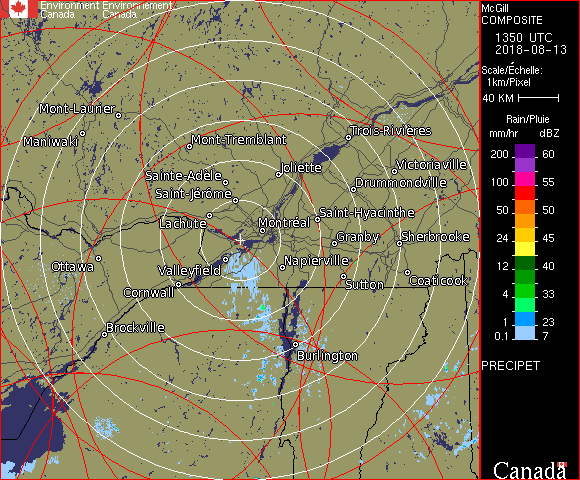 Environment Environnement
Canada Canada
McGill
COMPOSITE
1350 UTC
2018-08-13
Scale/Échelle:
1km/Pixel
40 KM
Rain/Pluie
mm/hr dBZ
200 60
155 57
100 55
50 50
24 45
12 40
4 33
2 23
0.1 7
PRECIPET
Canada
Mont-Laurier
Maniwaki
Mont-Tremblant
Trois-Rivières
Joliette
Victoriaville
Sainte-Adèle
Drummondville
Saint-Jérôme
Saint-Hyacinthe
Lachute
Montréal
Granby
Sherbrooke
Ottawa
Valleyfield
Napierville
Cornwall
Sutton
Coaticook
Brockville
Burlington